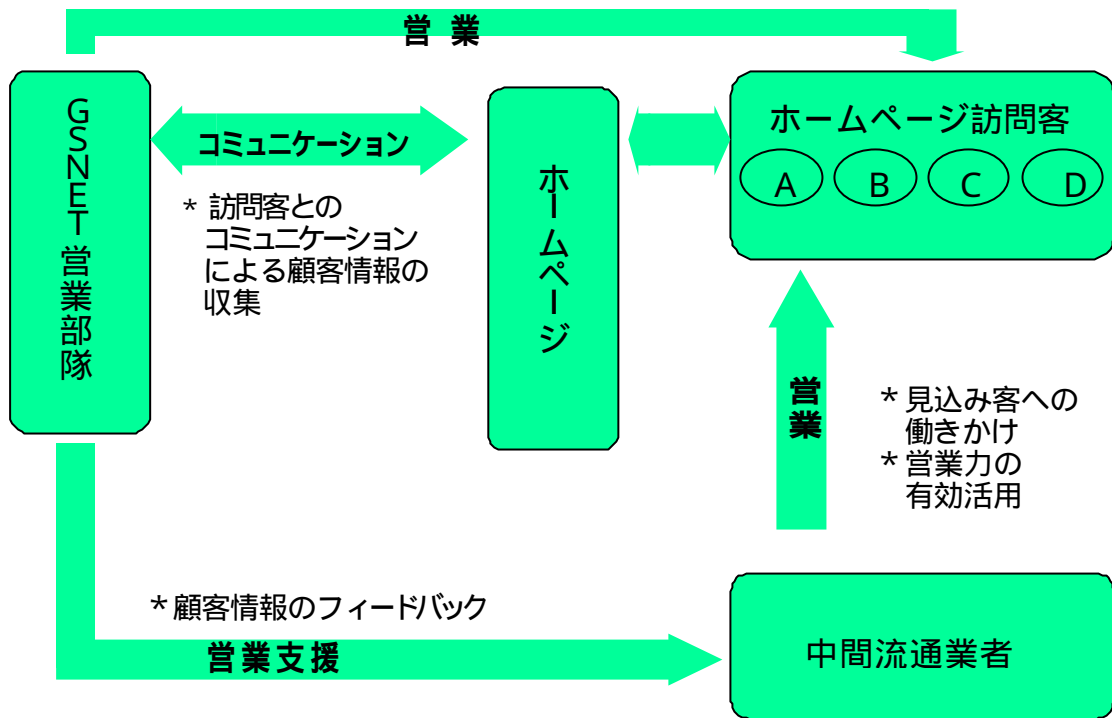 営 業
GSNET営業部隊
コミュニケーション
* 訪問客との
コミュニケーション
による顧客情報の
収集
ホームページ
ホームページ訪問客
A B C D
営業
* 見込み客への
働きかけ
* 営業力の
有効活用
* 顧客情報のフィードバック
営業支援
中間流通業者